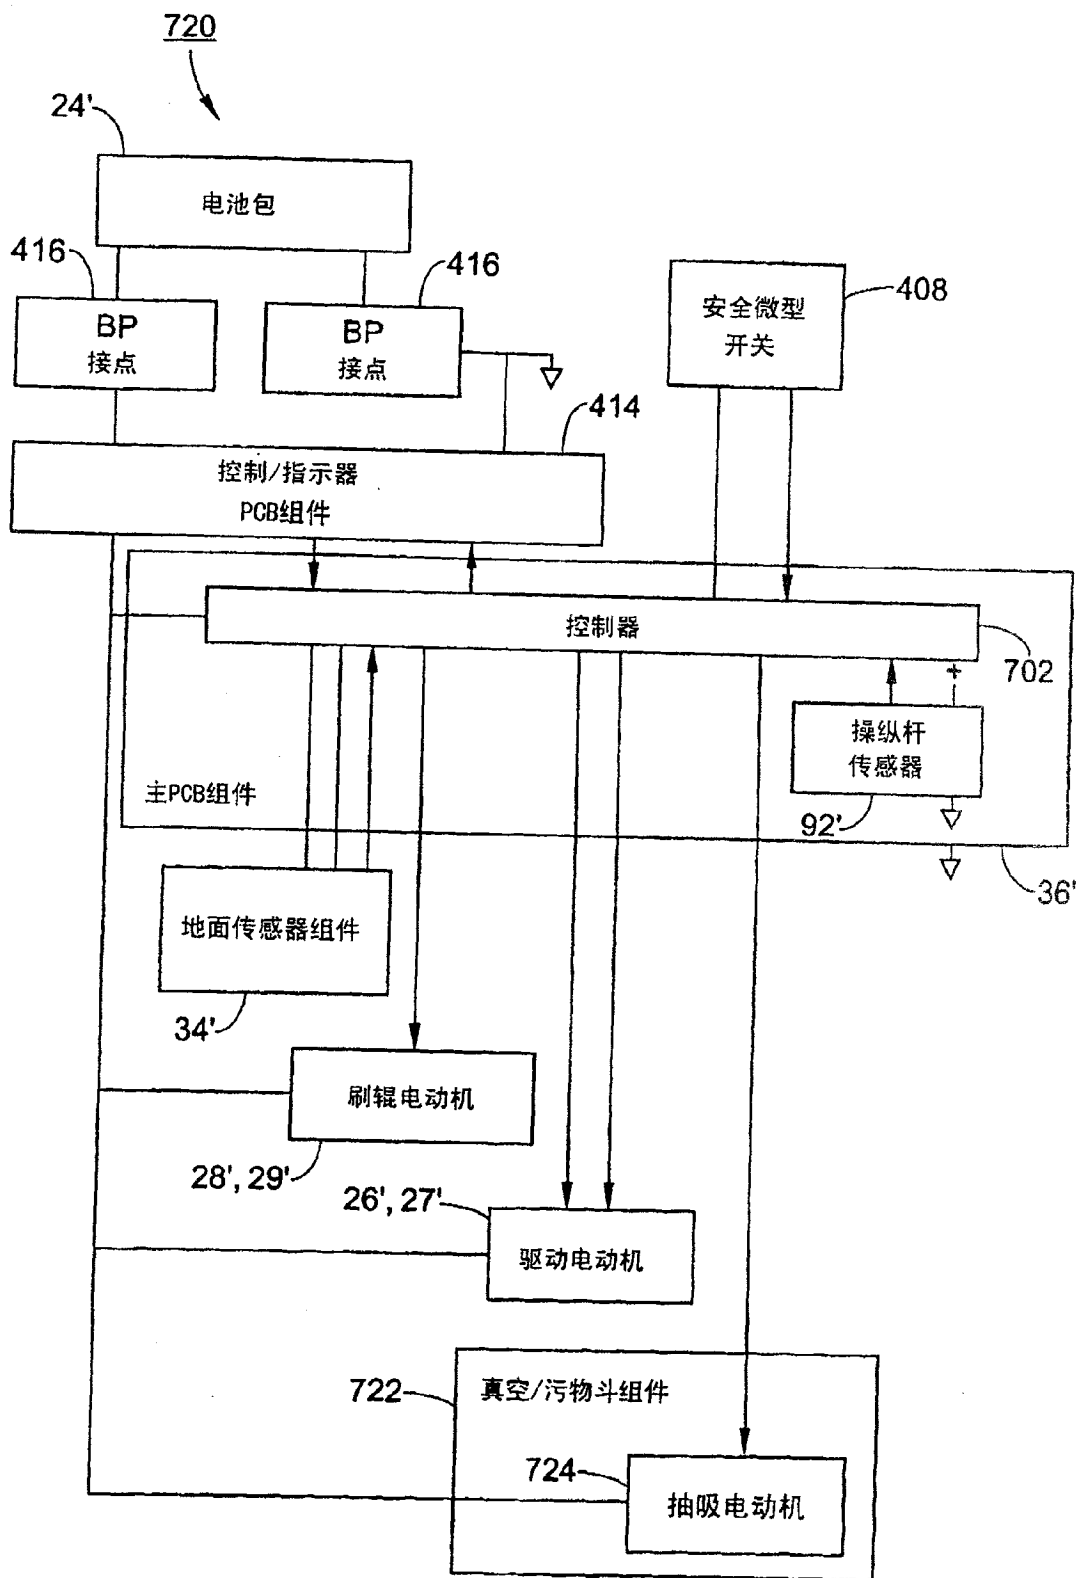 720
24'
电池包
416
416
BP
接点
BP
接点
安全微型
开关
408
414
控制/指示器
PCB组件
控制器
702
+
操纵杆
传感器
92'
主PCB组件
36'
地面传感器组件
34'
刷辊电动机
28', 29'
26', 27'
驱动电动机
722
真空/污物斗组件
724
抽吸电动机